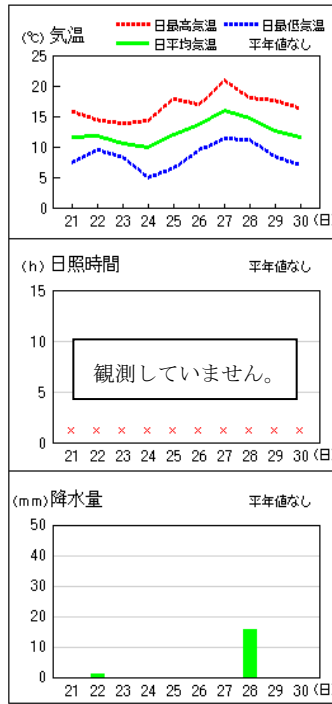 (℃) 気温 日最高気温 日最低気温
日平均気温 平年値なし
25
20
15
10
5
0
21 22 23 24 25 26 27 28 29 30 (日
(h) 日照時間 平年値なし
15
10
観測していません。
5
0
× × × × × × × × × ×
21 22 23 24 25 26 27 28 29 30 (日
(mm) 降水量 平年値なし
50
40
30
20
10
0
21 22 23 24 25 26 27 28 29 30 (日